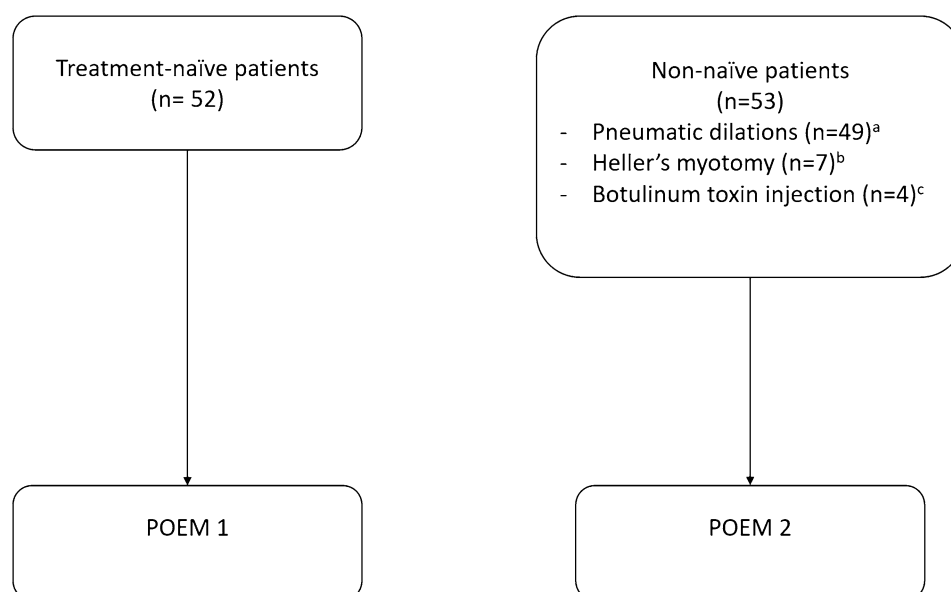 Treatment-naïve patients
(n= 52)
Non-naïve patients
(n=53)
- Pneumatic dilations (n=49)ᵃ
- Heller’s myotomy (n=7)ᵇ
- Botulinum toxin injection (n=4)ᶜ
POEM 1
POEM 2